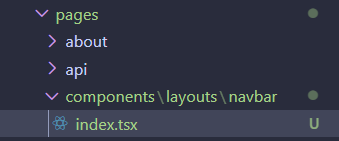 pages
about
api
components\layouts\navbar
index.tsx U